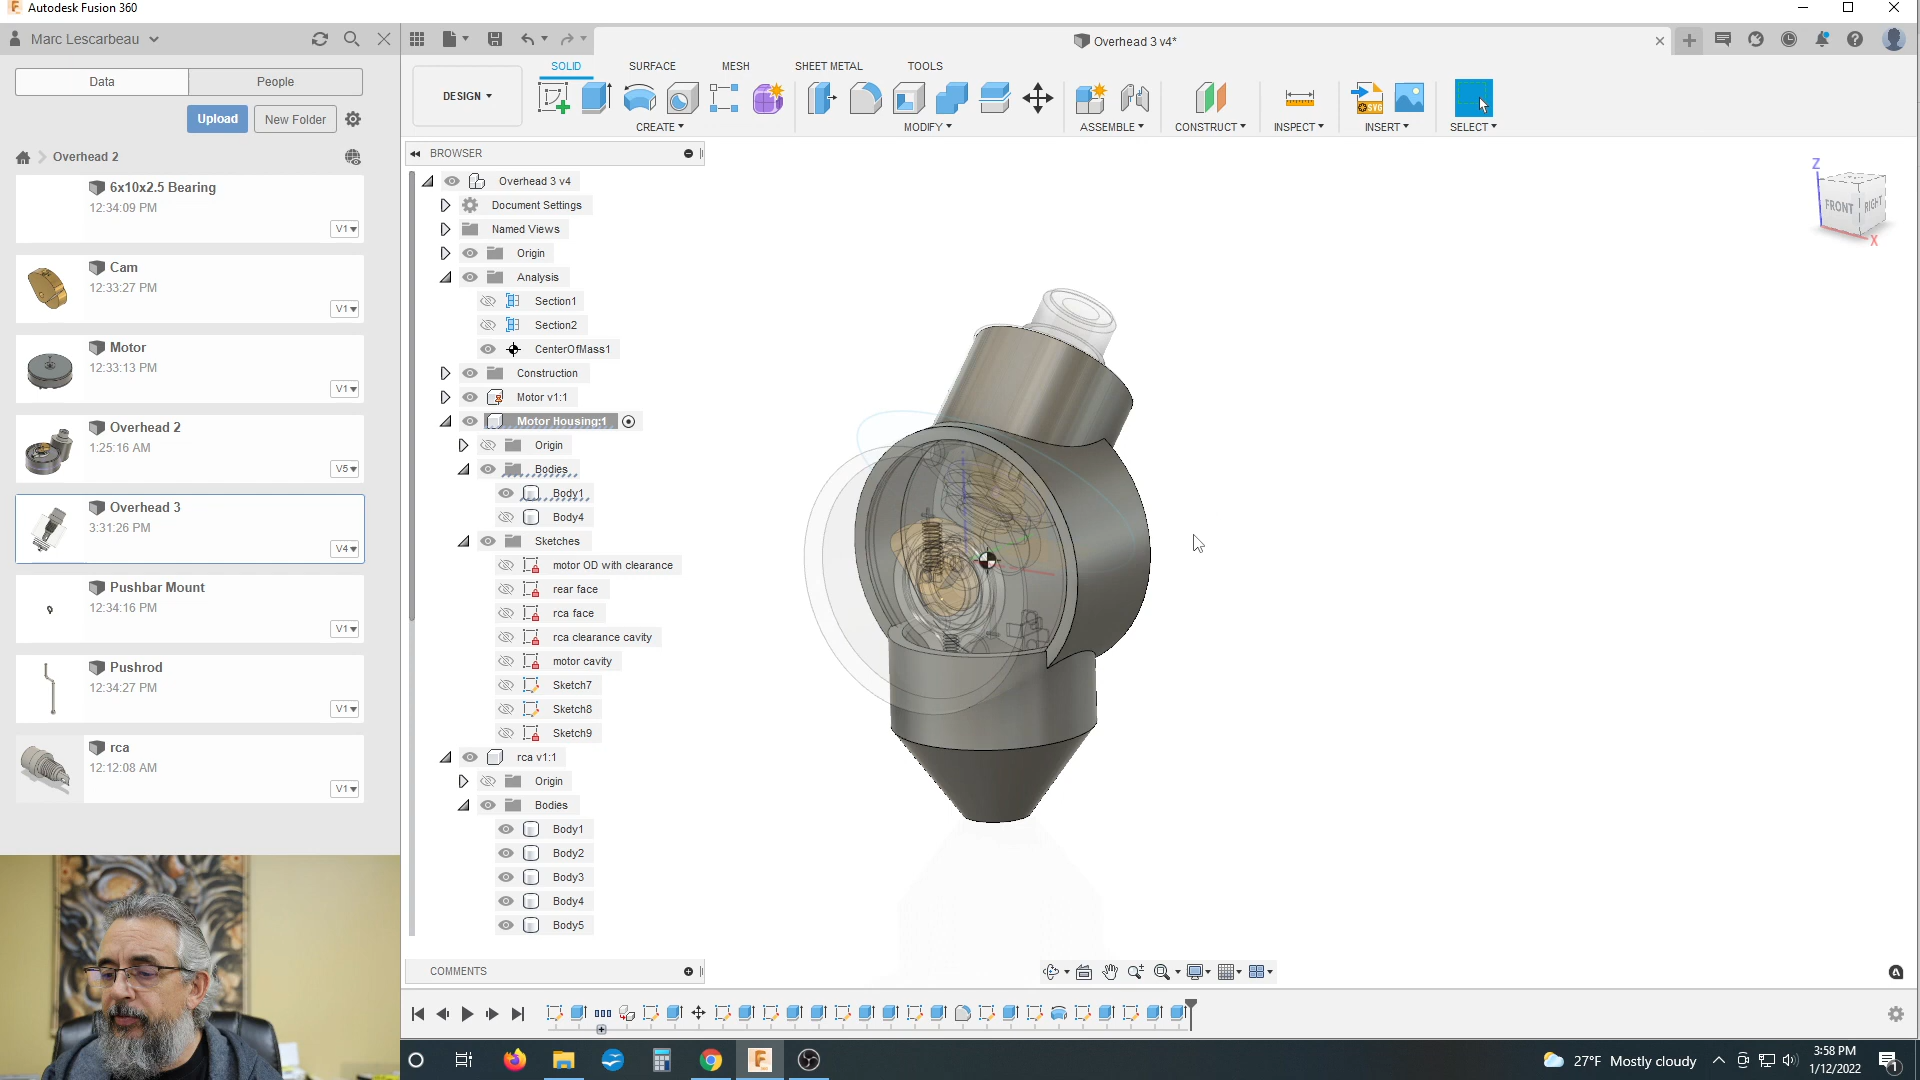 Autodesk Fusion 360
Marc Lescarbeau
Overhead 3 v4*
Data
People
Upload
New Folder
Overhead 2
6x10x2.5 Bearing
12:34:09 PM
V1
Cam
12:33:27 PM
V1
Motor
12:33:13 PM
V1
Overhead 2
1:25:16 AM
V5
Overhead 3
3:31:26 PM
V4
Pushbar Mount
12:34:16 PM
V1
Pushrod
12:34:27 PM
V1
rca
12:12:08 AM
V1
SOLID
SURFACE
MESH
SHEET METAL
TOOLS
DESIGN
CREATE
MODIFY
ASSEMBLE
CONSTRUCT
INSPECT
INSERT
SVG
SELECT
BROWSER
Overhead 3 v4
Document Settings
Named Views
Origin
Analysis
Section1
Section2
CenterOfMass1
Construction
Motor v1:1
Motor Housing:1
Origin
Bodies
Body1
Body4
Sketches
motor OD with clearance
rear face
rca face
rca clearance cavity
motor cavity
Sketch7
Sketch8
Sketch9
rca v1:1
Origin
Bodies
Body1
Body2
Body3
Body4
Body5
Z
FRONT
RIGHT
X
COMMENTS
27°F Mostly cloudy
3:58 PM
1/12/2022
1